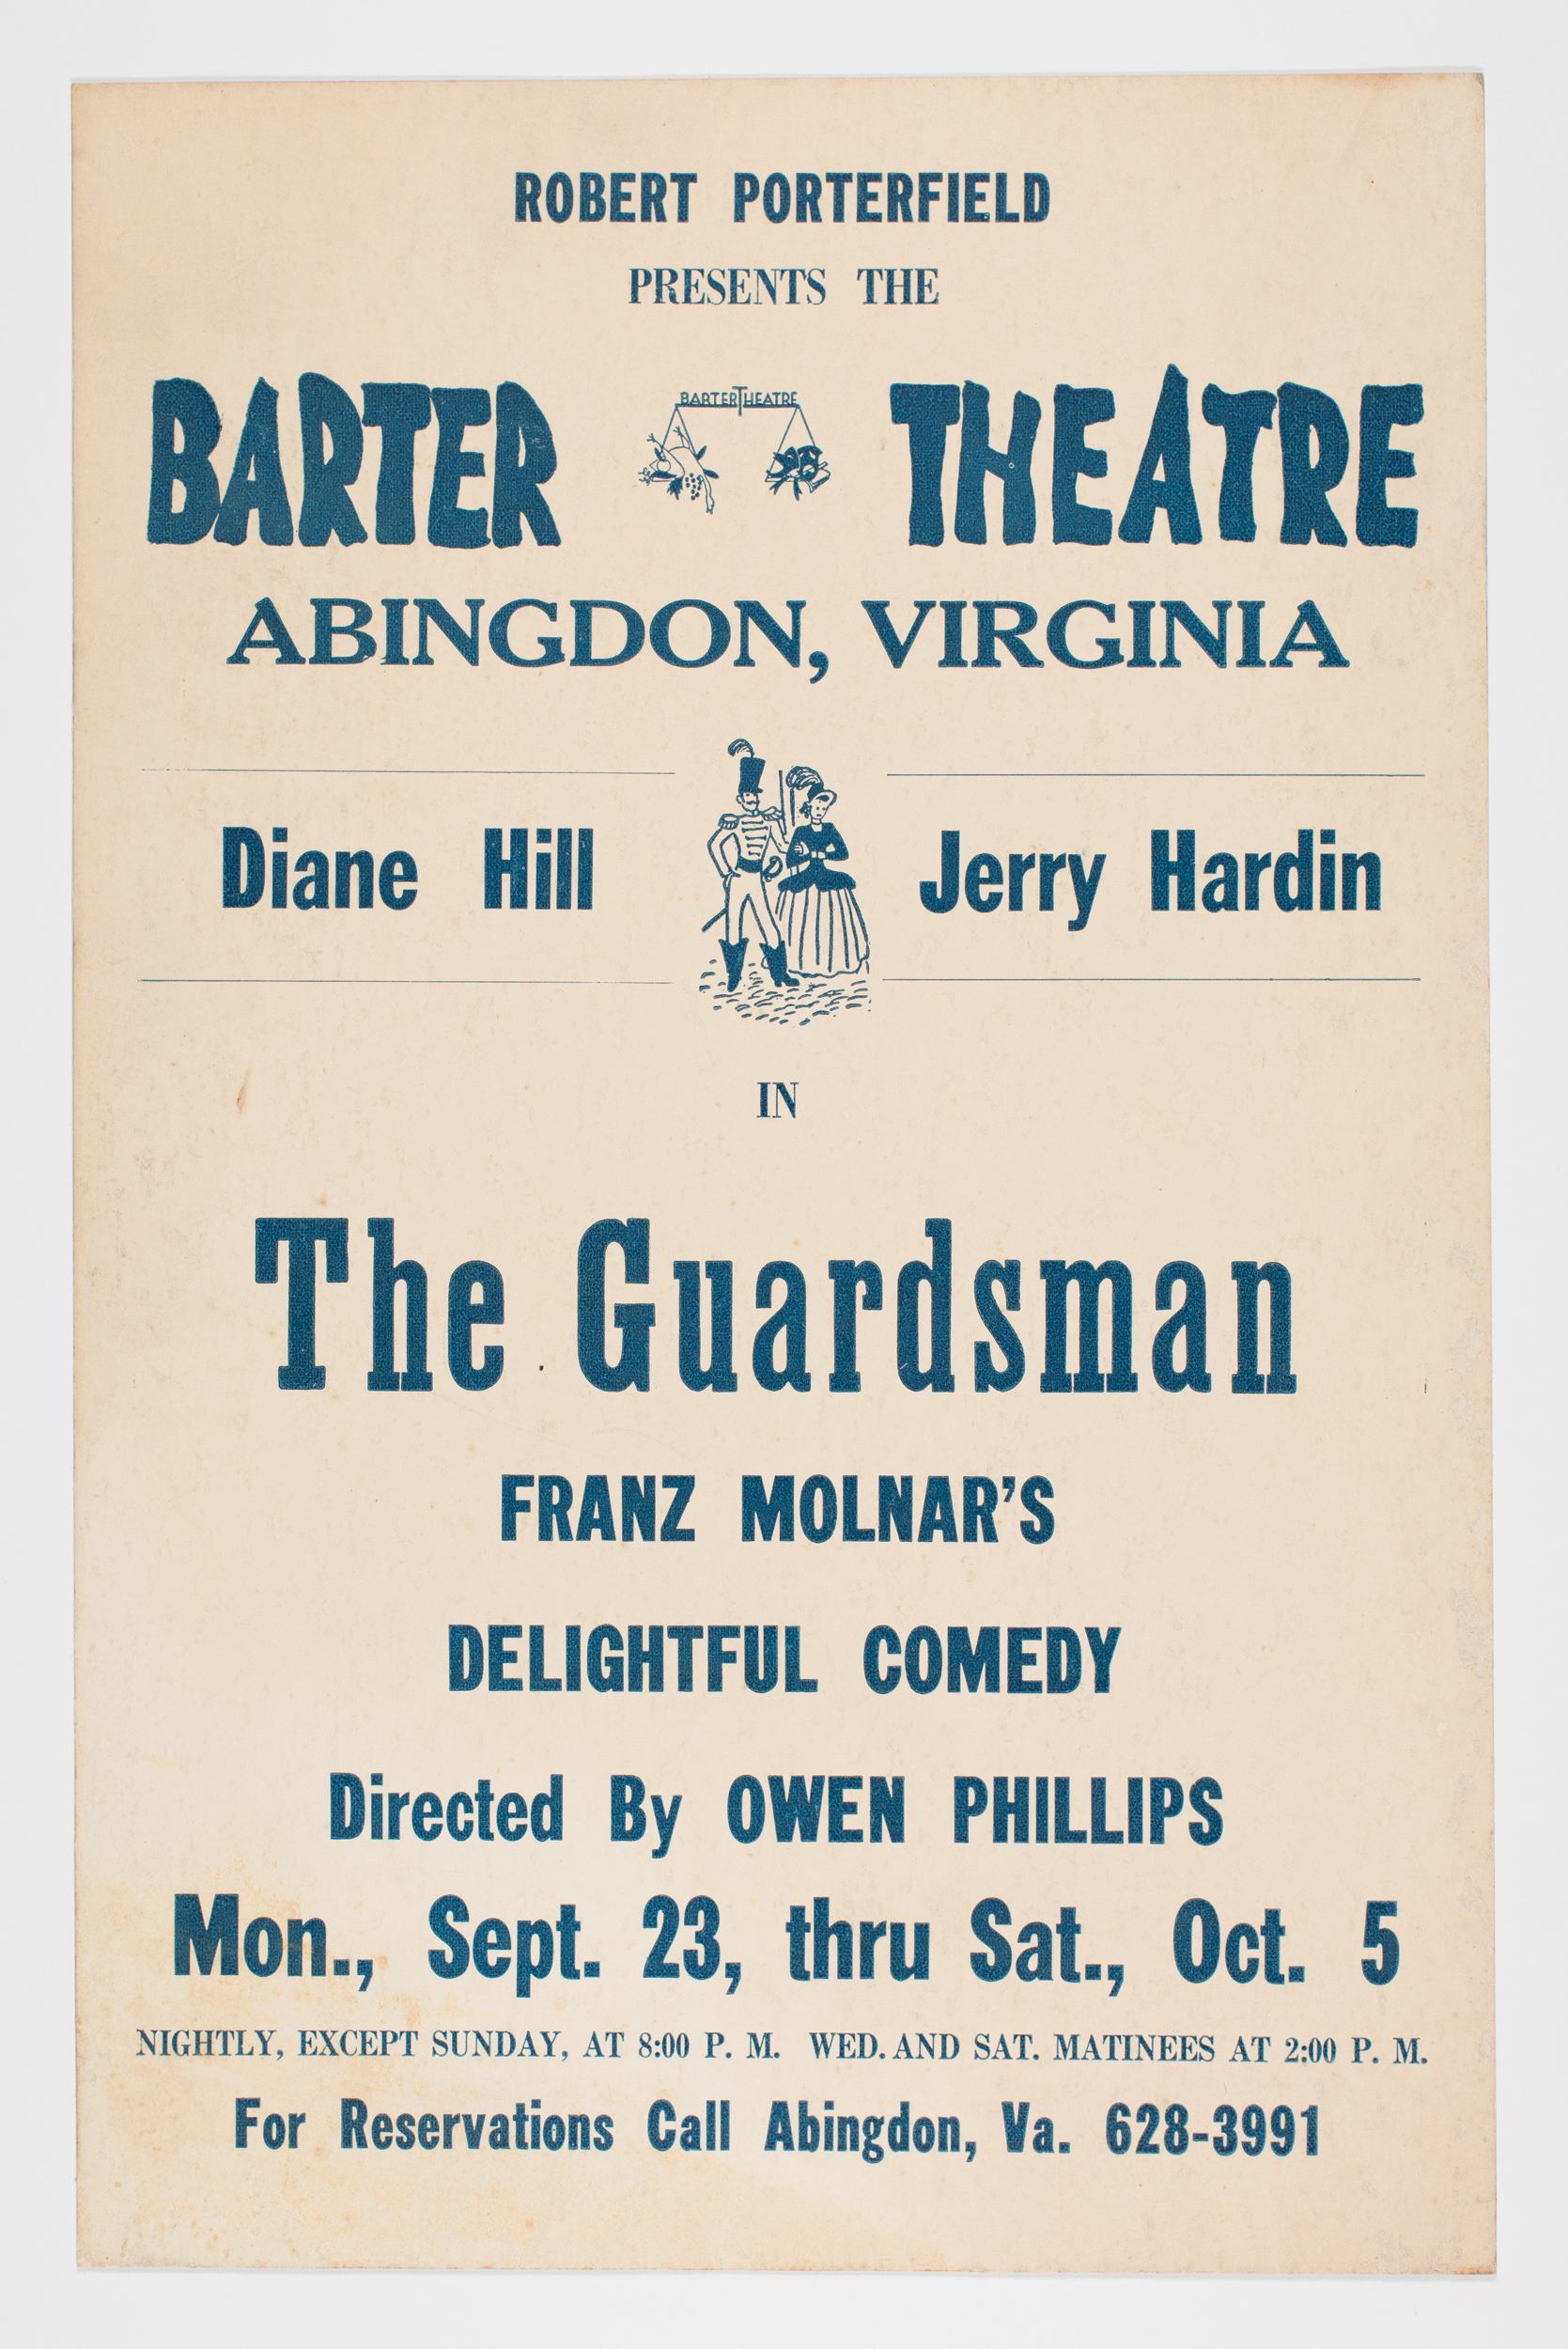 ROBERT PORTERFIELD
PRESENTS THE
BARTER THEATRE
BARTER THEATRE
ABINGDON, VIRGINIA
Diane Hill Jerry Hardin
IN
The Guardsman
FRANZ MOLNAR'S
DELIGHTFUL COMEDY
Directed By OWEN PHILLIPS
Mon., Sept. 23, thru Sat., Oct. 5
NIGHTLY, EXCEPT SUNDAY, AT 8:00 P. M. WED. AND SAT. MATINEES AT 2:00 P. M.
For Reservations Call Abingdon, Va. 628-3991